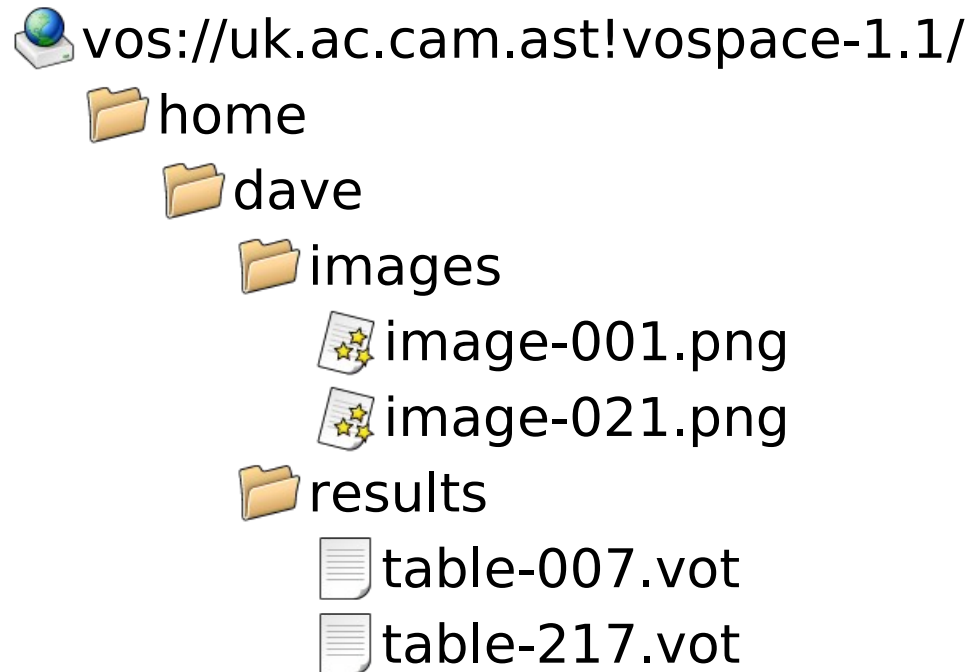 vos://uk.ac.cam.ast!vospace-1.1/
home
dave
images
image-001.png
image-021.png
results
table-007.vot
table-217.vot